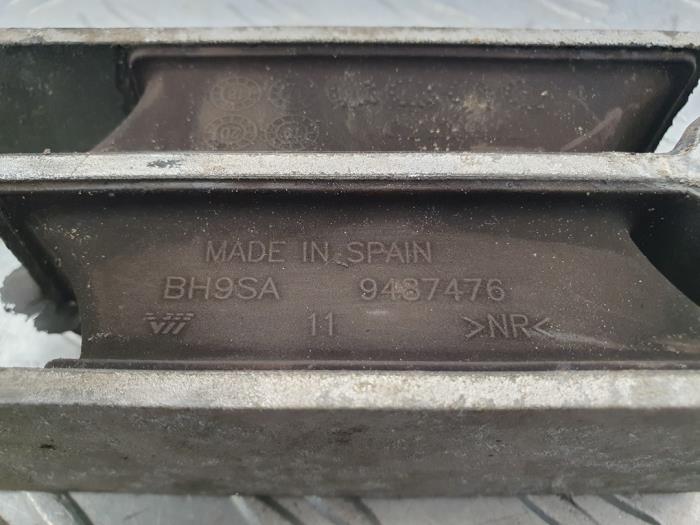 MADE IN SPAIN
BH9SA 9487476
11 >NR<